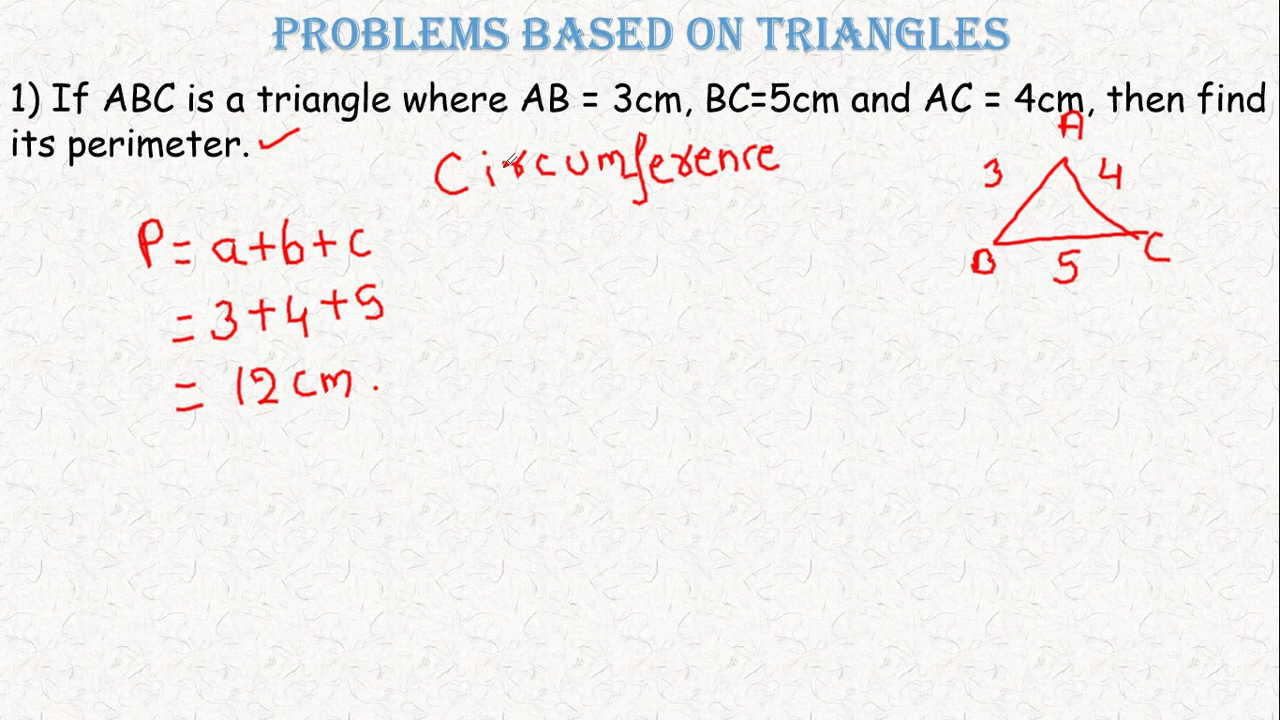 PROBLEMS BASED ON TRIANGLES
1) If ABC is a triangle where AB = 3cm, BC=5cm and AC = 4cm, then find
its perimeter.
Circumference
A
3 4
B 5 C
P = a+b+c
= 3+4+5
= 12 cm.